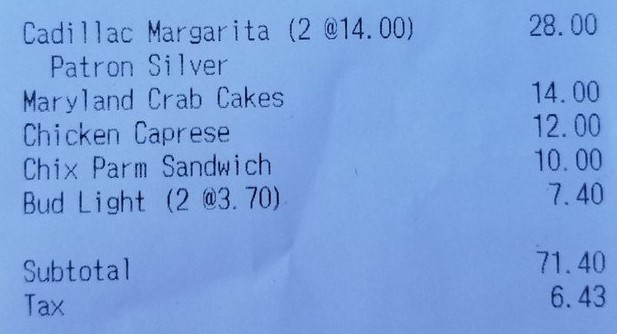 Cadillac Margarita (2 @14.00) 28.00
Patron Silver
Maryland Crab Cakes 14.00
Chicken Caprese 12.00
Chix Parm Sandwich 10.00
Bud Light (2 @3.70) 7.40
Subtotal 71.40
Tax 6.43